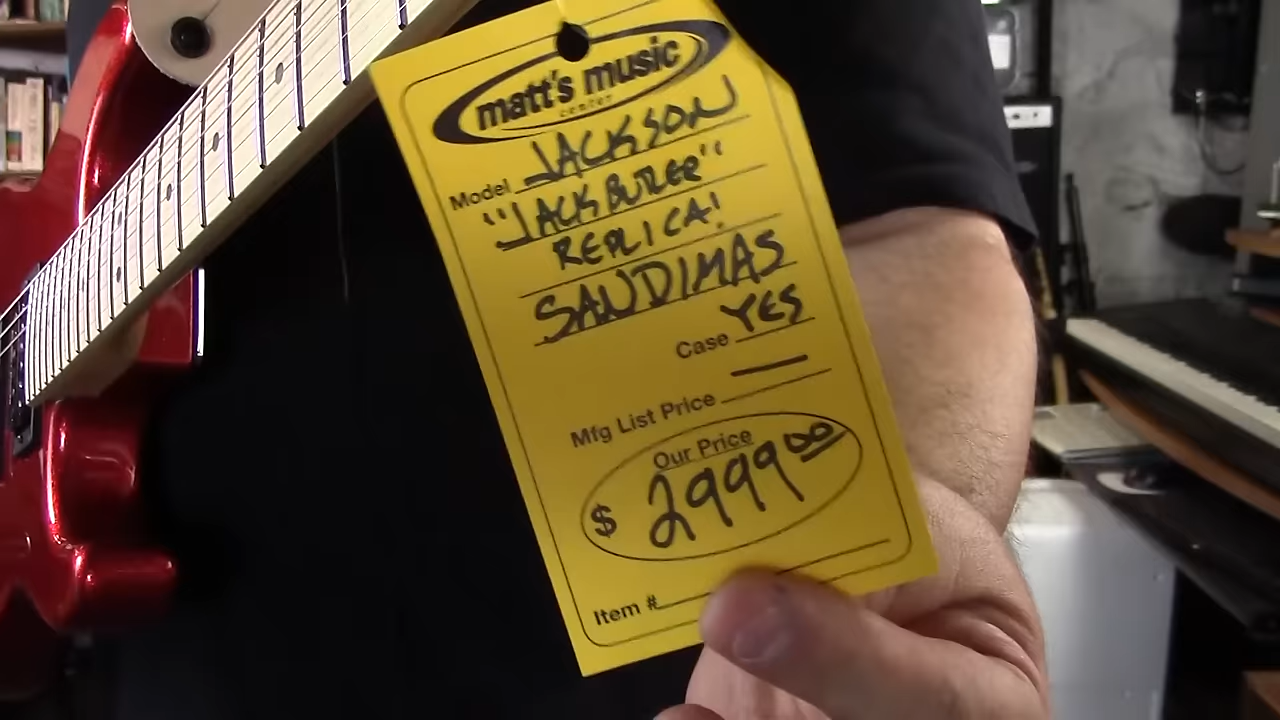 matt's music
center
Model JACKSON
"JACK BUTLER"
REPLICA!
SANDIMAS
Case YES
Mfg List Price —
Our Price
$ 2999.00
Item #